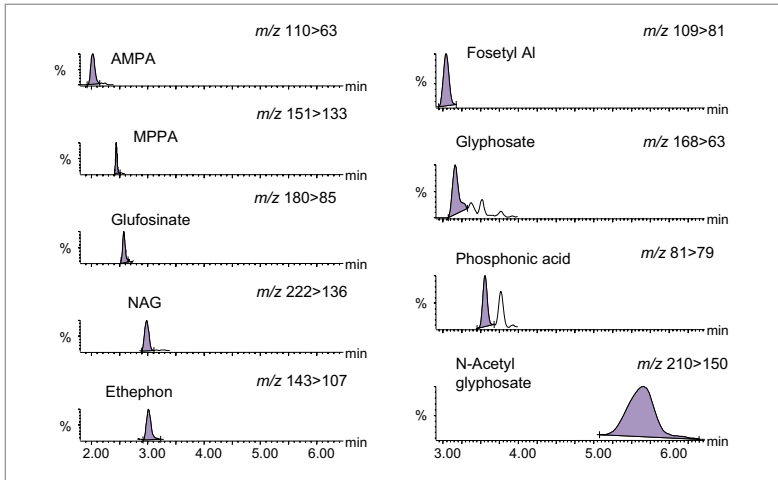 AMPA
m/z 110>63
%
min
MPPA
m/z 151>133
%
min
Glufosinate
m/z 180>85
%
min
NAG
m/z 222>136
%
min
Ethephon
m/z 143>107
%
min
2.00 3.00 4.00 5.00 6.00
Fosetyl Al
m/z 109>81
%
min
Glyphosate
m/z 168>63
%
min
Phosphonic acid
m/z 81>79
%
min
N-Acetyl
glyphosate
m/z 210>150
%
min
3.00 4.00 5.00 6.00